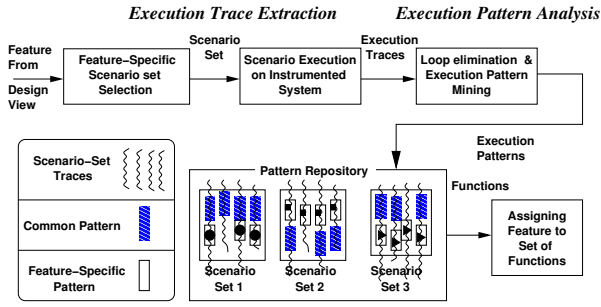 Execution Trace Extraction
Execution Pattern Analysis
Feature
From
Design
View
Feature−Specific
Scenario set
Selection
Scenario
Set
Scenario Execution
on Instrumented
System
Execution
Traces
Loop elimination &
Execution Pattern
Mining
Execution
Patterns
Scenario−Set
Traces
Common Pattern
Feature−Specific
Pattern
Pattern Repository
Scenario
Set 1
Scenario
Set 2
Scenario
Set 3
Functions
Assigning
Feature to
Set of
Functions